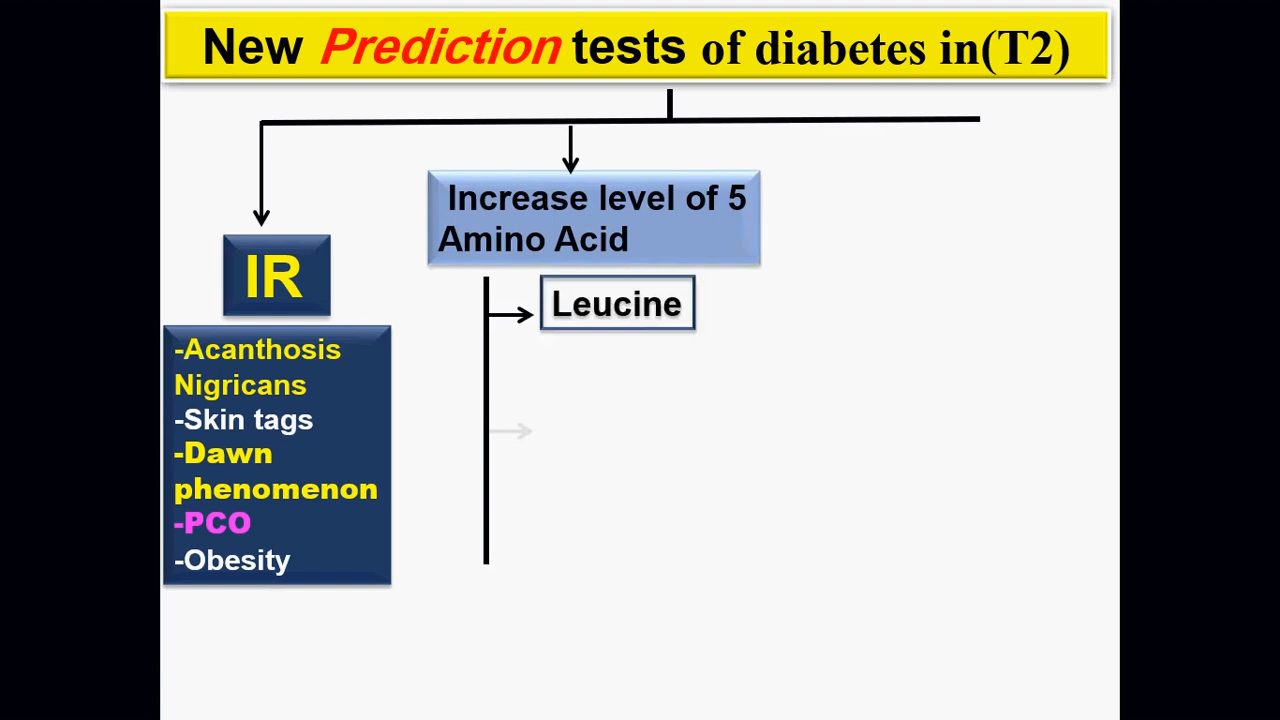 New Prediction tests of diabetes in(T2)
IR
-Acanthosis
Nigricans
-Skin tags
-Dawn
phenomenon
-PCO
-Obesity
Increase level of 5
Amino Acid
Leucine